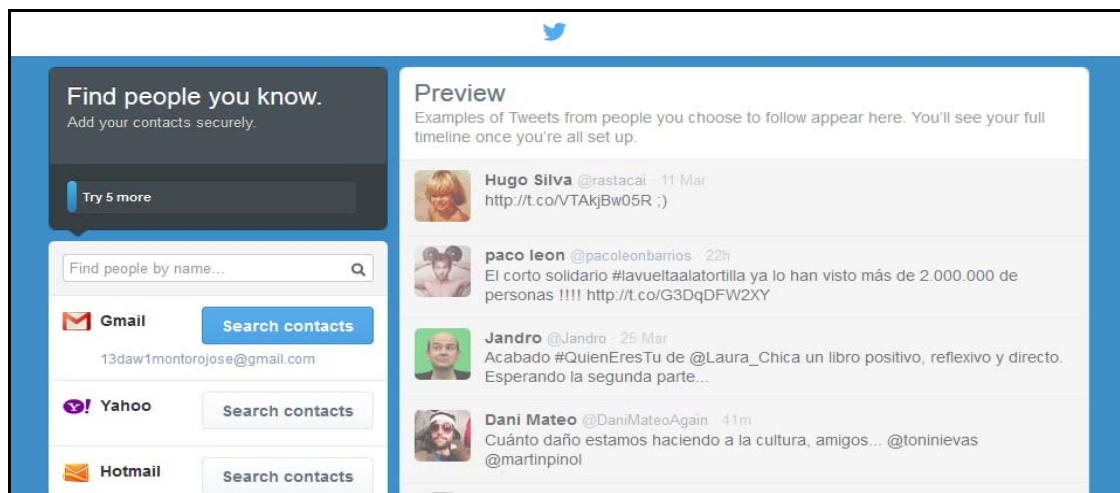 Find people you know.
Add your contacts securely.
Try 5 more
Find people by name...
Gmail
Search contacts
13daw1montorojose@gmail.com
Yahoo
Search contacts
Hotmail
Search contacts
Preview
Examples of Tweets from people you choose to follow appear here. You'll see your full
timeline once you're all set up.
Hugo Silva @rastacai · 11 Mar
http://t.co/VTAkjBw05R ;)
paco leon @pacoleonbarrios · 22h
El corto solidario #lavueltaalatortilla ya lo han visto más de 2.000.000 de
personas !!!! http://t.co/G3DqDFW2XY
Jandro @Jandro · 25 Mar
Acabado #QuienEresTu de @Laura_Chica un libro positivo, reflexivo y directo.
Esperando la segunda parte...
Dani Mateo @DaniMateoAgain · 41m
Cuánto daño estamos haciendo a la cultura, amigos... @toninievas
@martinpinol